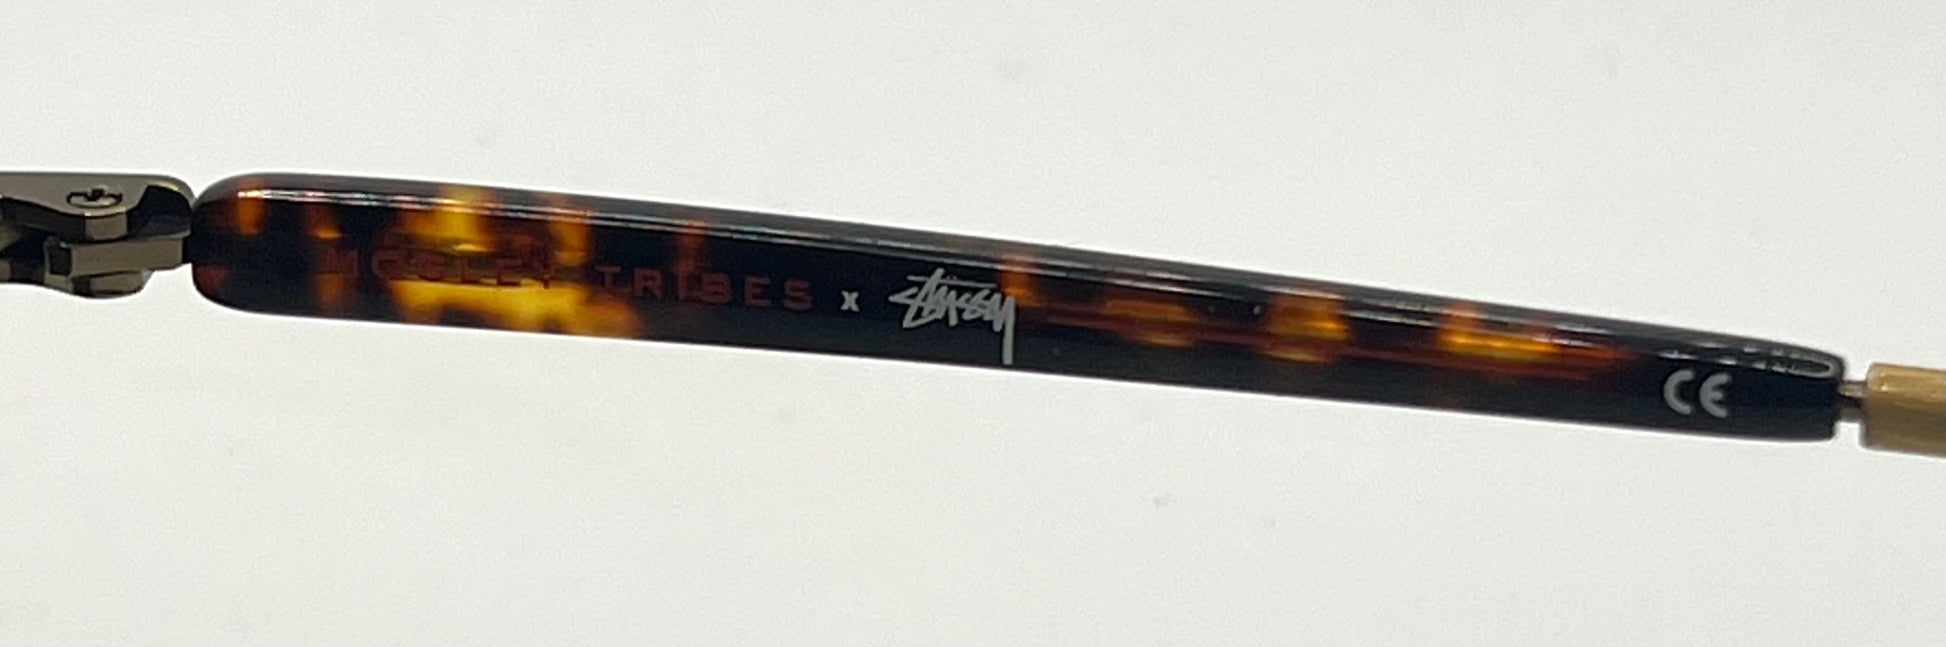 MOSLEY TRIBES x Stüssy CE